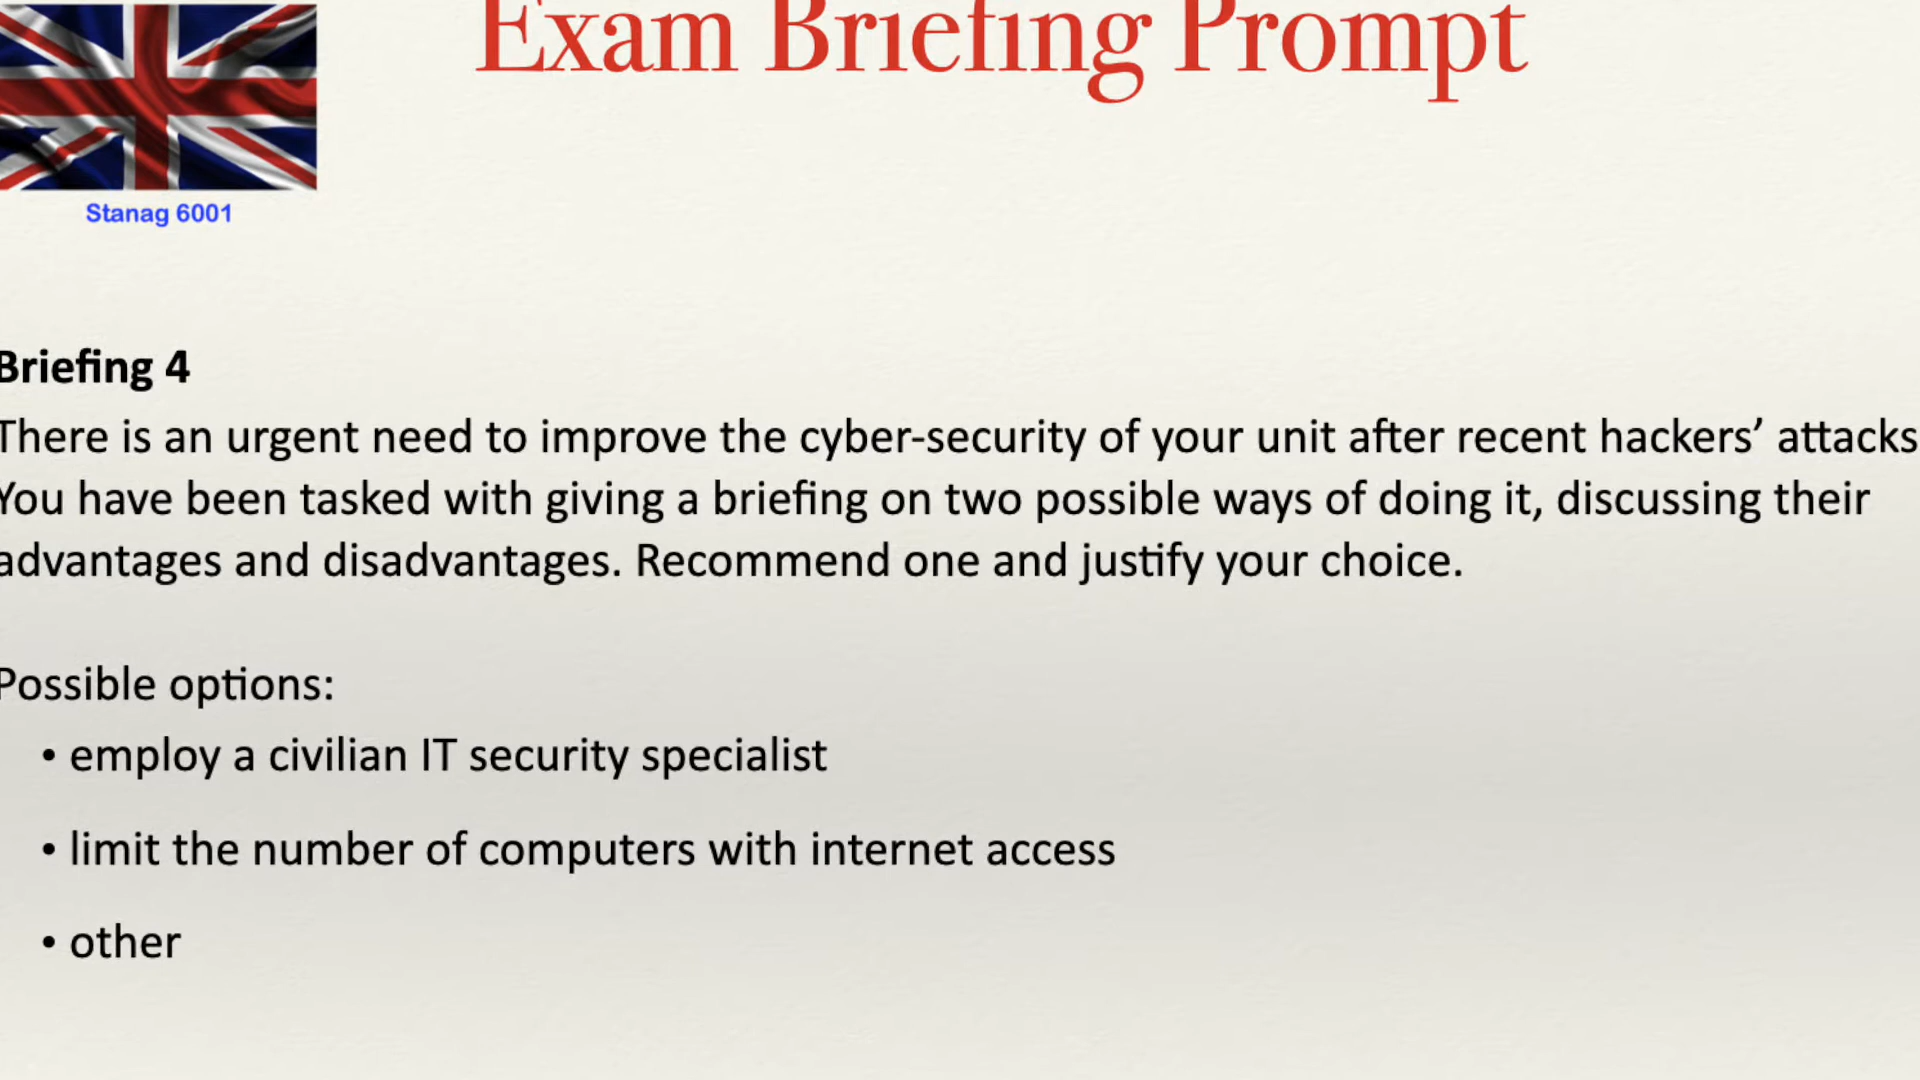 Exam Briefing Prompt
Stanag 6001
Briefing 4
There is an urgent need to improve the cyber-security of your unit after recent hackers’ attacks
You have been tasked with giving a briefing on two possible ways of doing it, discussing their
advantages and disadvantages. Recommend one and justify your choice.
Possible options:
• employ a civilian IT security specialist
• limit the number of computers with internet access
• other